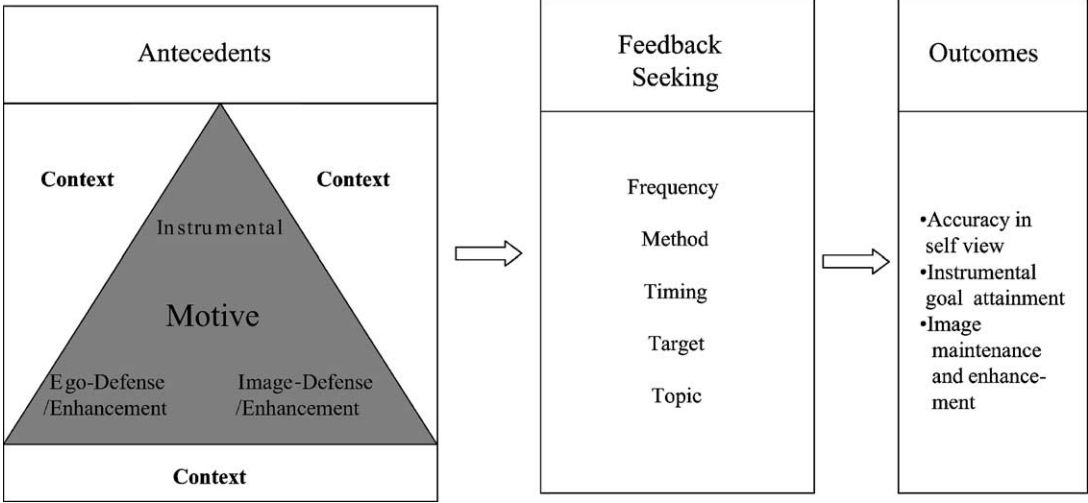 Antecedents
Context
Context
Instrumental
Motive
Ego-Defense
/Enhancement
Image-Defense
/Enhancement
Context
Feedback
Seeking
Frequency
Method
Timing
Target
Topic
Outcomes
•Accuracy in
self view
•Instrumental
goal attainment
•Image
maintenance
and enhance-
ment